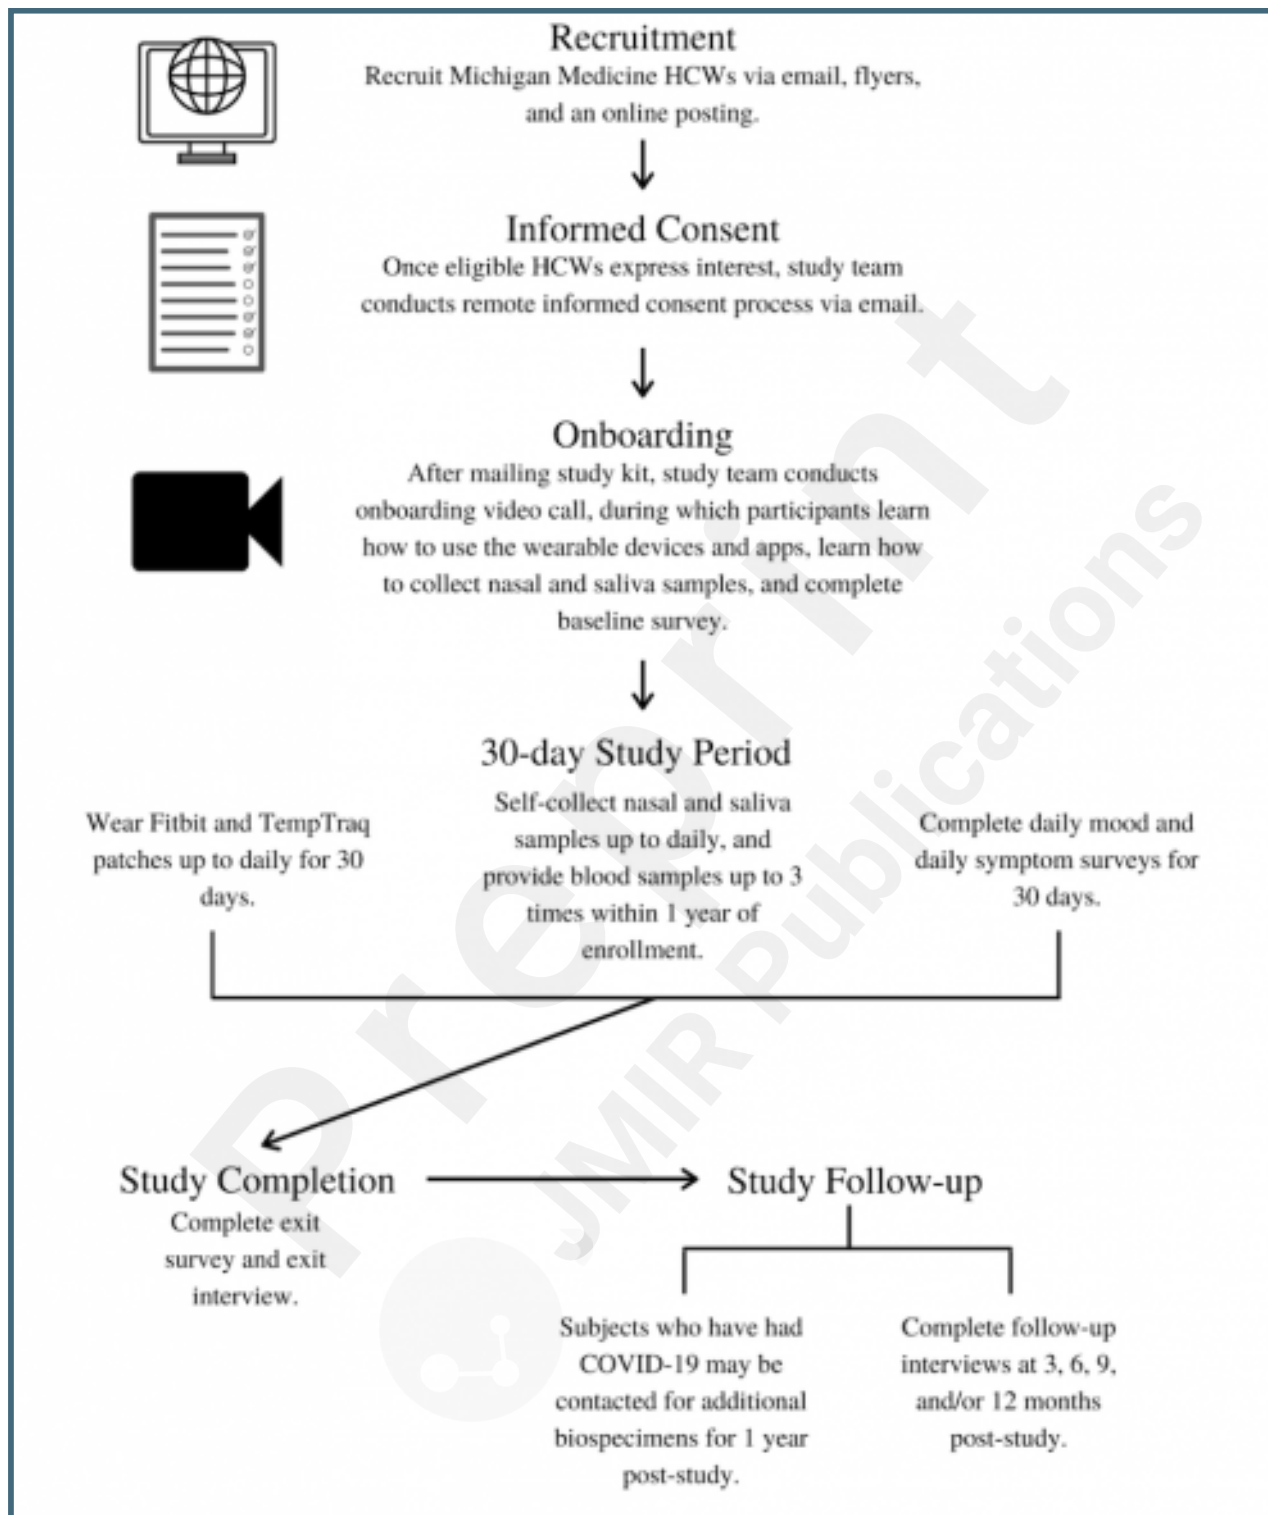 Recruitment
Recruit Michigan Medicine HCWs via email, flyers,
and an online posting.
Informed Consent
Once eligible HCWs express interest, study team
conducts remote informed consent process via email.
Onboarding
After mailing study kit, study team conducts
onboarding video call, during which participants learn
how to use the wearable devices and apps, learn how
to collect nasal and saliva samples, and complete
baseline survey.
30-day Study Period
Wear Fitbit and TempTraq
patches up to daily for 30
days.
Self-collect nasal and saliva
samples up to daily, and
provide blood samples up to 3
times within 1 year of
enrollment.
Complete daily mood and
daily symptom surveys for
30 days.
Study Completion
Complete exit
survey and exit
interview.
Study Follow-up
Subjects who have had
COVID-19 may be
contacted for additional
biospecimens for 1 year
post-study.
Complete follow-up
interviews at 3, 6, 9,
and/or 12 months
post-study.
Preprint
JMIR Publications